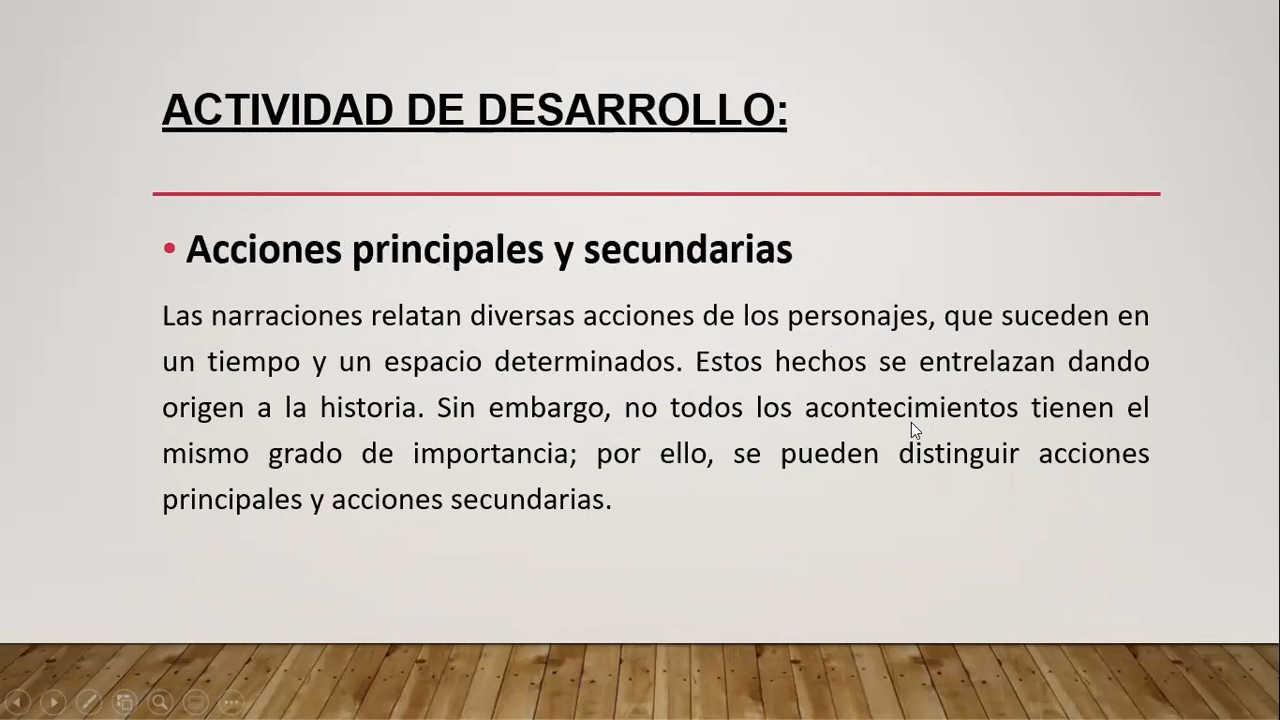 ACTIVIDAD DE DESARROLLO:
• Acciones principales y secundarias
Las narraciones relatan diversas acciones de los personajes, que suceden en
un tiempo y un espacio determinados. Estos hechos se entrelazan dando
origen a la historia. Sin embargo, no todos los acontecimientos tienen el
mismo grado de importancia; por ello, se pueden distinguir acciones
principales y acciones secundarias.